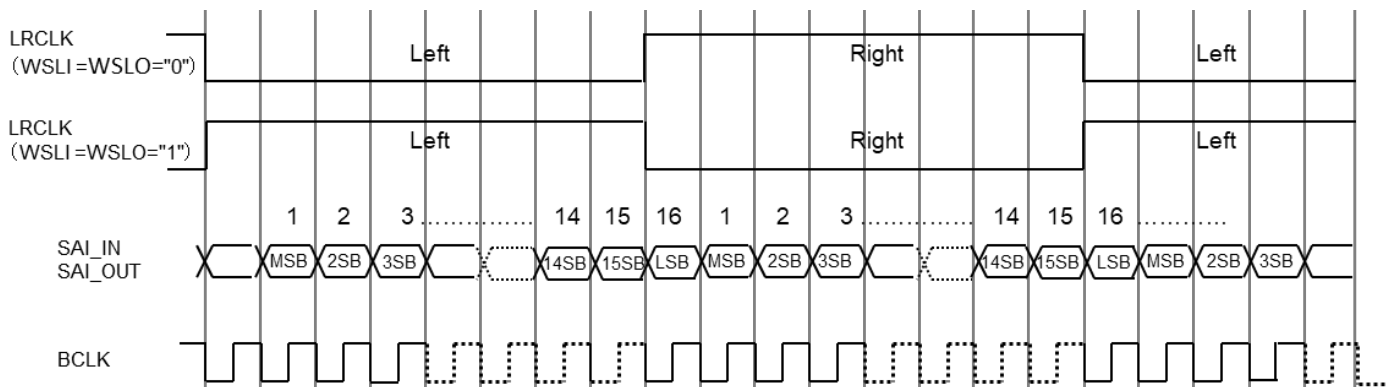 LRCLK
(WSLI =WSLO="0")
Left Right Left
LRCLK
(WSLI =WSLO="1")
Left Right Left
1 2 3 .............. 14 15 16 1 2 3 .............. 14 15 16 ...........
SAI_IN
SAI_OUT
MSB 2SB 3SB 14SB 15SB LSB MSB 2SB 3SB 14SB 15SB LSB MSB 2SB 3SB
BCLK